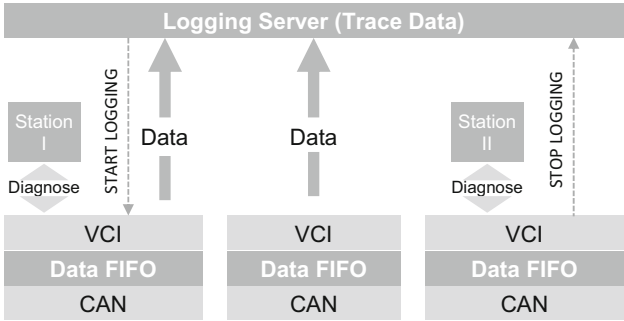 Logging Server (Trace Data)
Station
I
Diagnose
START LOGGING
Data
Data
Station
II
Diagnose
STOP LOGGING
VCI
Data FIFO
CAN
VCI
Data FIFO
CAN
VCI
Data FIFO
CAN